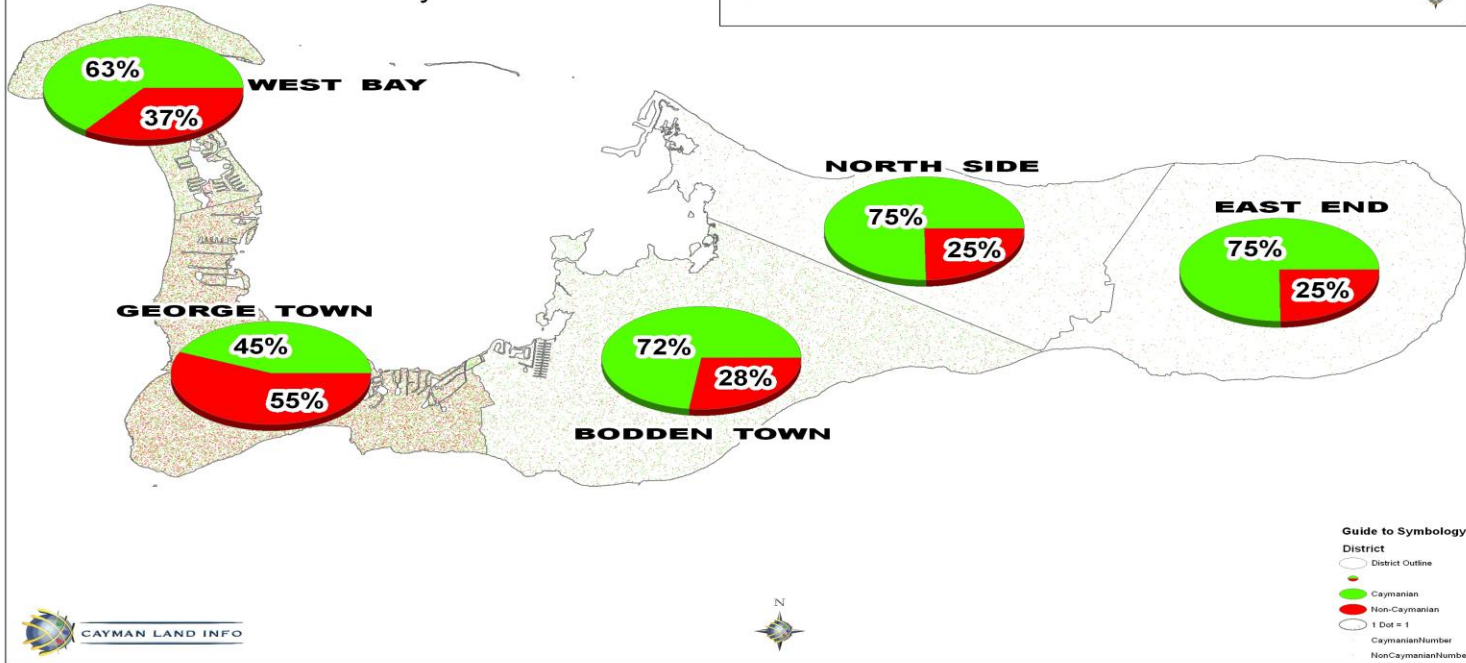 63%
WEST BAY
37%
NORTH SIDE
75%
25%
EAST END
75%
25%
GEORGE TOWN
45%
55%
72%
28%
BODDEN TOWN
Guide to Symbology
District
District Outline
Caymanian
Non-Caymanian
1 Dot = 1
CaymanianNumber
NonCaymanianNumbe
N
CAYMAN LAND INFO